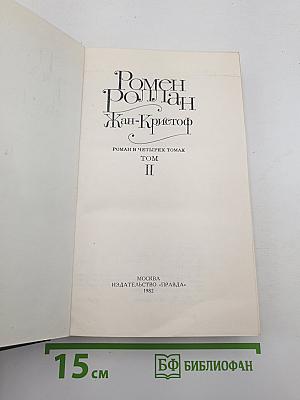 Ромен
Роллан
Жан-Кристоф
РОМАН В ЧЕТЫРЕХ ТОМАХ
ТОМ
II
МОСКВА
ИЗДАТЕЛЬСТВО «ПРАВДА»
1982
15 см
БФ БИБЛИОФАН